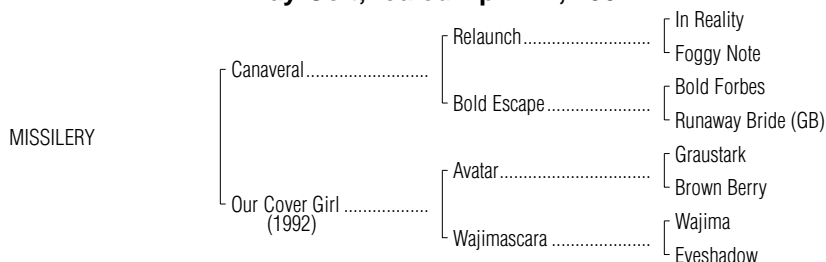 In Reality
Relaunch
Foggy Note
Canaveral
Bold Forbes
Bold Escape
Runaway Bride (GB)
MISSILERY
Graustark
Avatar
Brown Berry
Our Cover Girl
(1992)
Wajima
Wajimascara
Eyeshadow